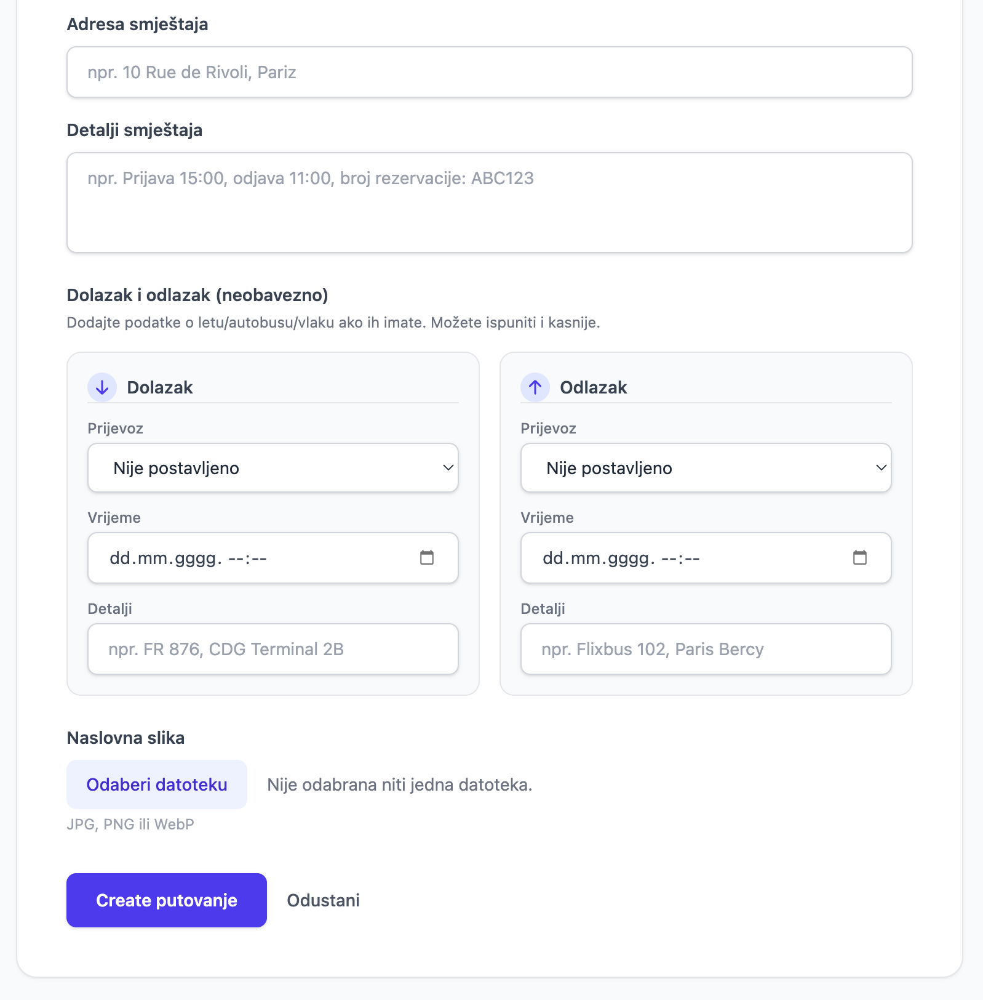 Adresa smještaja
npr. 10 Rue de Rivoli, Pariz
Detalji smještaja
npr. Prijava 15:00, odjava 11:00, broj rezervacije: ABC123
Dolazak i odlazak (neobavezno)
Dodajte podatke o letu/autobusu/vlaku ako ih imate. Možete ispuniti i kasnije.
Dolazak
Prijevoz
Nije postavljeno
Vrijeme
dd.mm.gggg. --:--
Detalji
npr. FR 876, CDG Terminal 2B
Odlazak
Prijevoz
Nije postavljeno
Vrijeme
dd.mm.gggg. --:--
Detalji
npr. Flixbus 102, Paris Bercy
Naslovna slika
Odaberi datoteku Nije odabrana niti jedna datoteka.
JPG, PNG ili WebP
Create putovanje Odustani